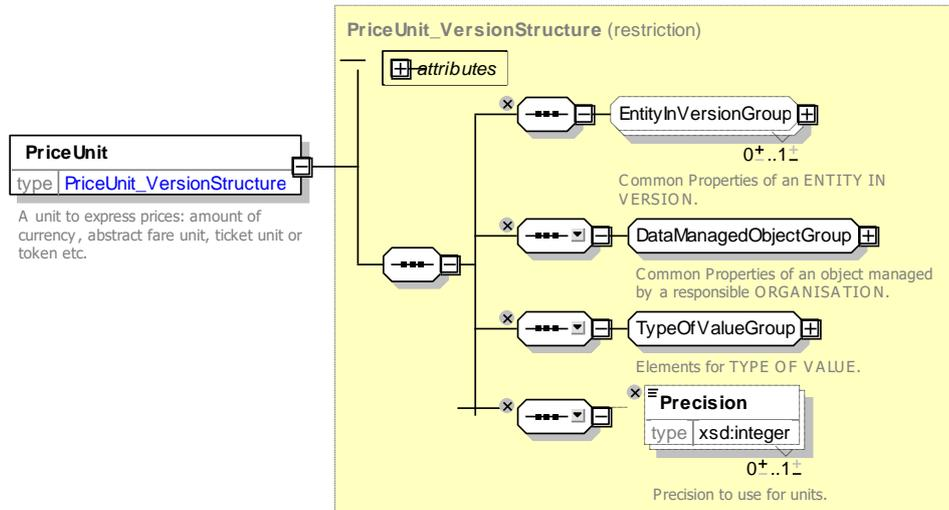 PriceUnit_VersionStructure (restriction)
attributes
EntityInVersionGroup
0..1
Common Properties of an ENTITY IN
VERSION.
PriceUnit
type PriceUnit_VersionStructure
A unit to express prices: amount of
currency, abstract fare unit, ticket unit or
token etc.
DataManagedObjectGroup
Common Properties of an object managed
by a responsible ORGANISATION.
TypeOfValueGroup
Elements for TYPE OF VALUE.
Precision
type xsd:integer
0..1
Precision to use for units.